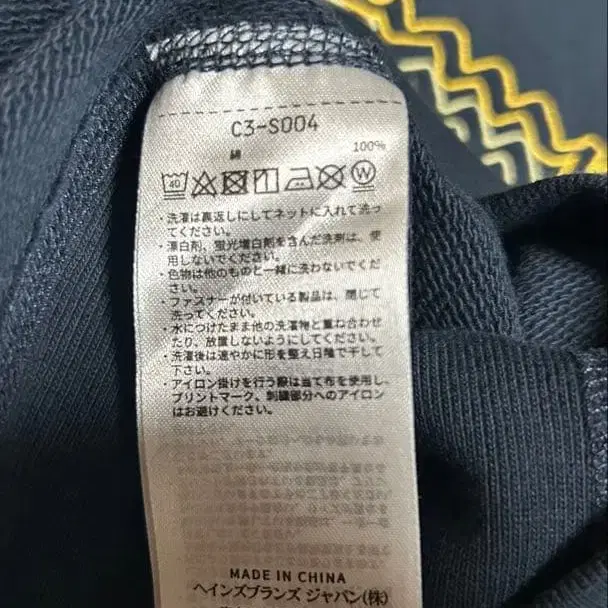 C3-S004
綿 100%
40 W
・洗濯は裏返しにしてネットに入れて洗っ
てください。
・漂白剤、蛍光増白剤を含んだ洗剤は、使
用しないでください。
・色物は他のものと一緒に洗わないでくだ
さい。
・ファスナーが付いている製品は、閉じて
洗ってください。
・水につけたまま他の洗濯物と重ね合わせ
たり、放置しないようにしてください。
・洗濯後は速やかに形を整え日陰で干して
下さい。
・アイロン掛けを行う際は当て布を使用し、
プリントマーク、刺繍部分へのアイロン
はお避けください。
MADE IN CHINA
ヘインズブランズ ジャパン(株)